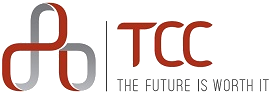 TCC
THE FUTURE IS WORTH IT